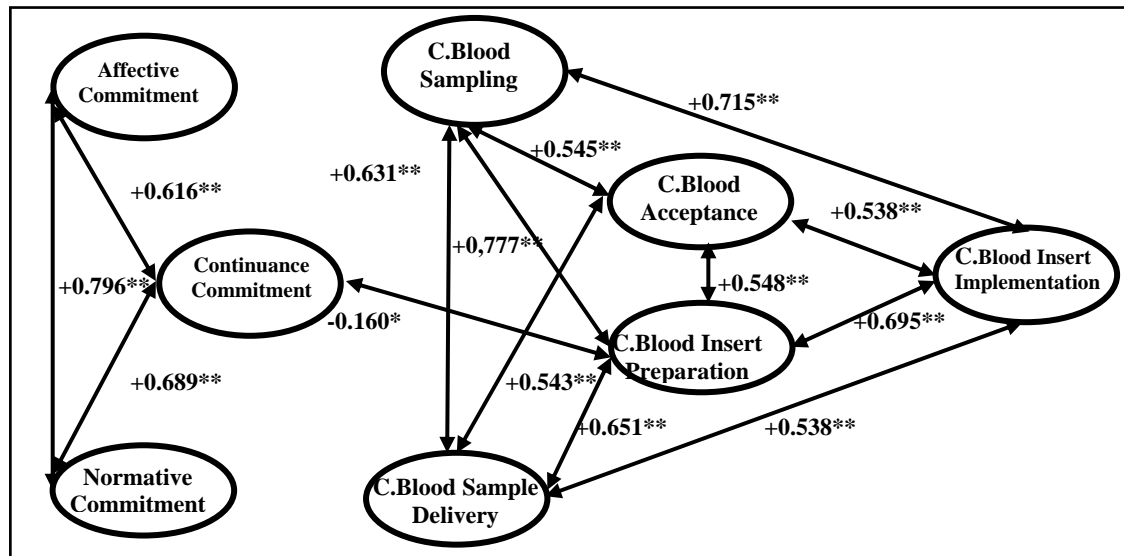 C.Blood
Sampling
Affective
Commitment
+0.715**
+0.545**
+0.616**
+0.631**
C.Blood
Acceptance
+0.538**
+0,777**
Continuance
Commitment
C.Blood Insert
Implementation
+0.796**
+0.548**
-0.160*
+0.695**
C.Blood Insert
Preparation
+0.689**
+0.543**
+0.651**
+0.538**
Normative
Commitment
C.Blood Sample
Delivery